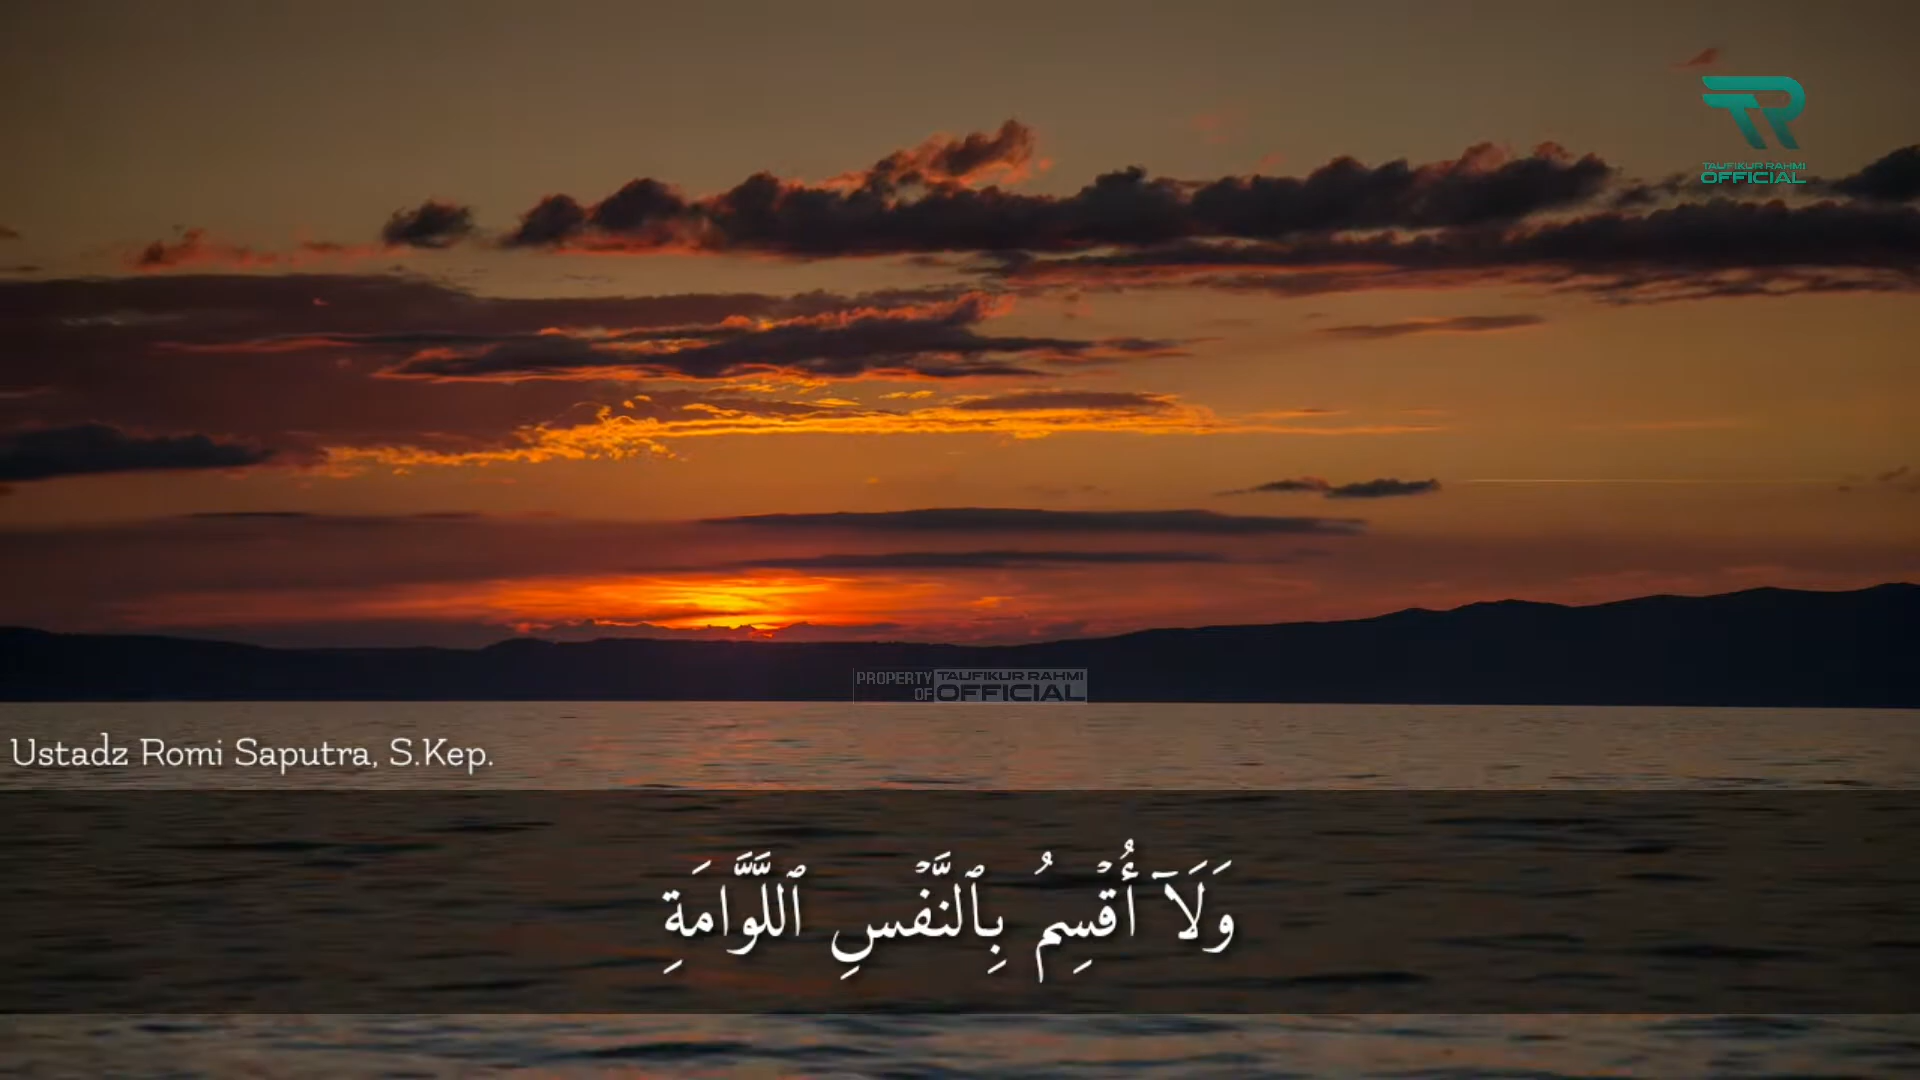 TAUFIKUR RAHMI
OFFICIAL
PROPERTY OF TAUFIKUR RAHMI OFFICIAL
Ustadz Romi Saputra, S.Kep.
وَلَآ أُقۡسِمُ بِٱلنَّفۡسِ ٱللَّوَّامَةِ